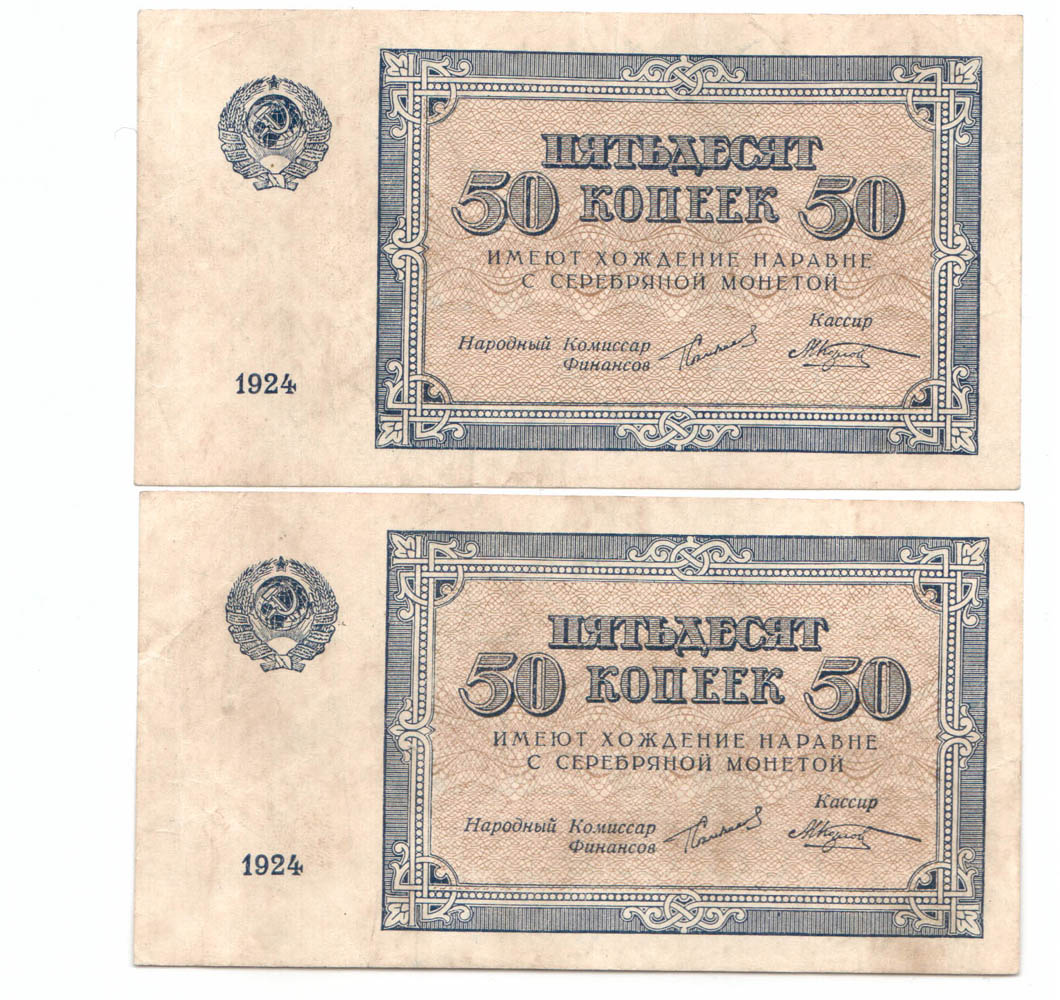 ПЯТЬДЕСЯТ
50 КОПЕЕК 50
ИМЕЮТ ХОЖДЕНИЕ НАРАВНЕ
С СЕРЕБРЯНОЙ МОНЕТОЙ
Кассир
Народный Комиссар
Финансов
1924
ПЯТЬДЕСЯТ
50 КОПЕЕК 50
ИМЕЮТ ХОЖДЕНИЕ НАРАВНЕ
С СЕРЕБРЯНОЙ МОНЕТОЙ
Кассир
Народный Комиссар
Финансов
1924